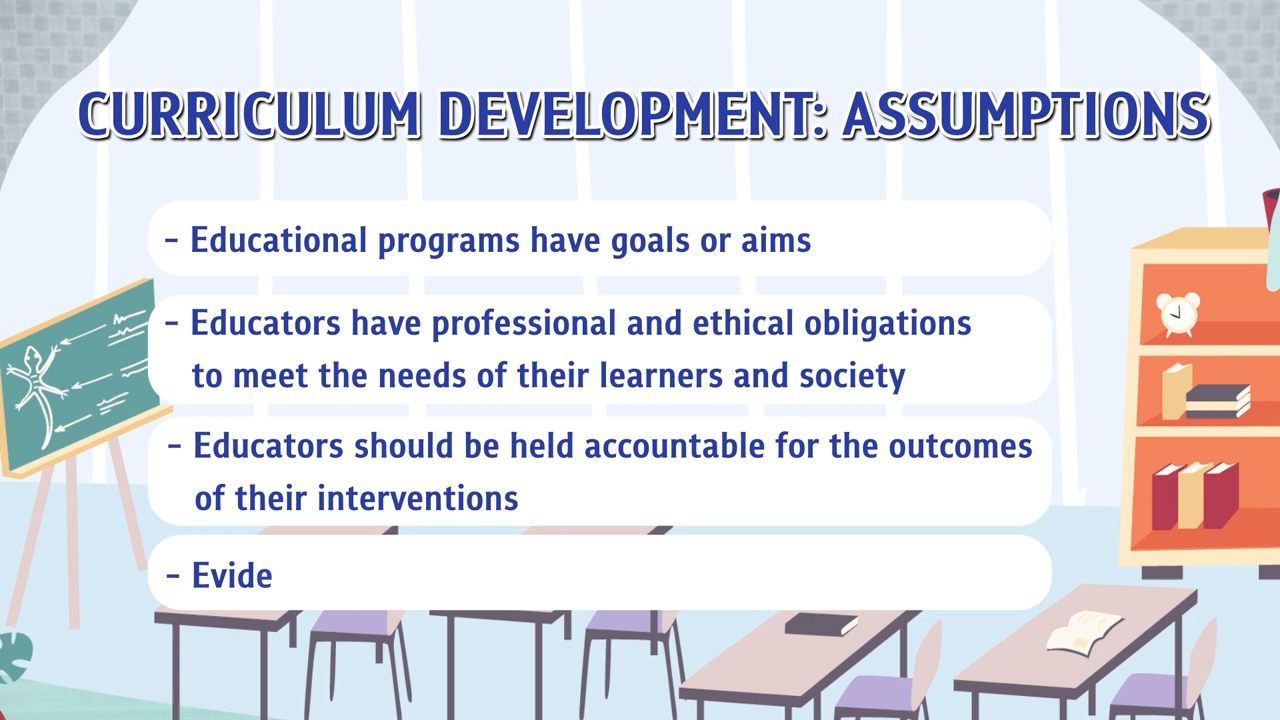 CURRICULUM DEVELOPMENT: ASSUMPTIONS
- Educational programs have goals or aims
- Educators have professional and ethical obligations
to meet the needs of their learners and society
- Educators should be held accountable for the outcomes
of their interventions
- Evide